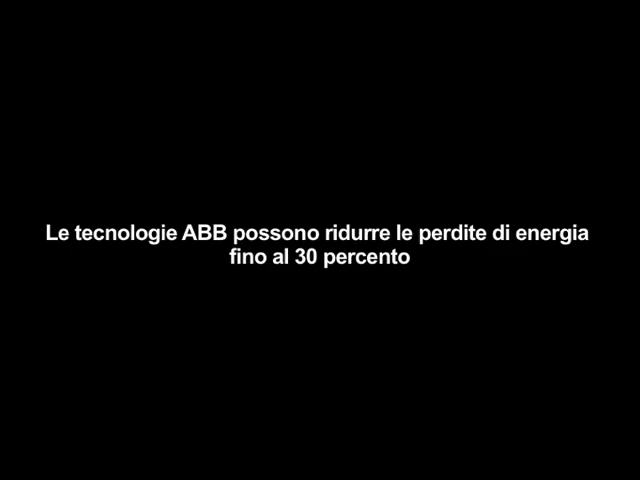 Le tecnologie ABB possono ridurre le perdite di energia
fino al 30 percento